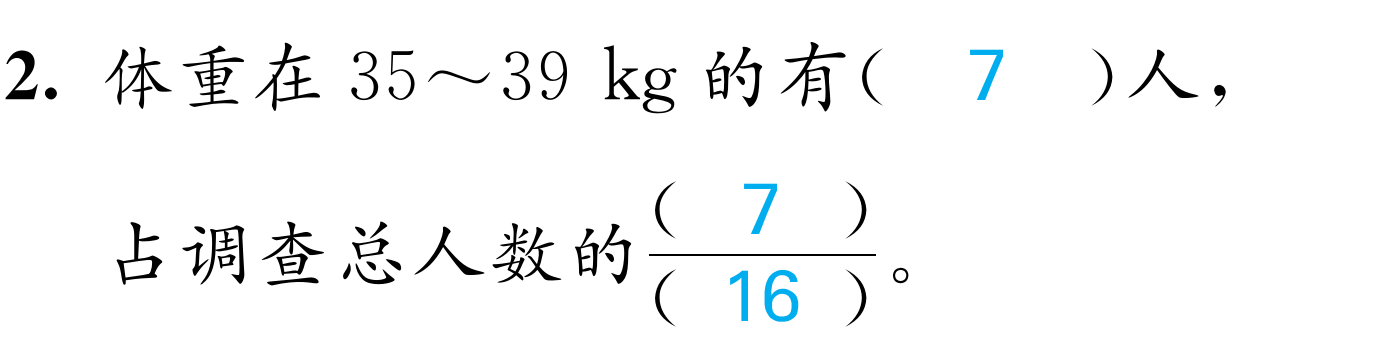 2. 体重在 35～39 kg 的有( 7 )人，
占调查总人数的( 7 )/( 16 )。